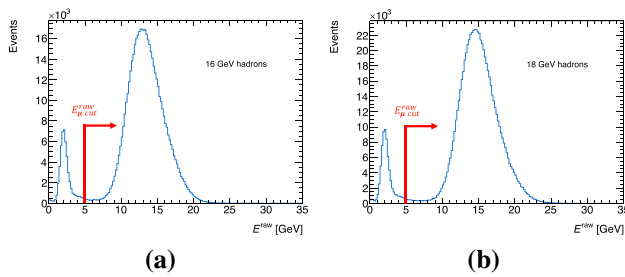 ×10³
Events
16
14
12
10
8
6
4
2
0
16 GeV hadrons
E^raw_μ cut
0 5 10 15 20 25 30 35
E^raw [GeV]
(a)
×10³
Events
22
20
18
16
14
12
10
8
6
4
2
0
18 GeV hadrons
E^raw_μ cut
0 5 10 15 20 25 30 35
E^raw [GeV]
(b)